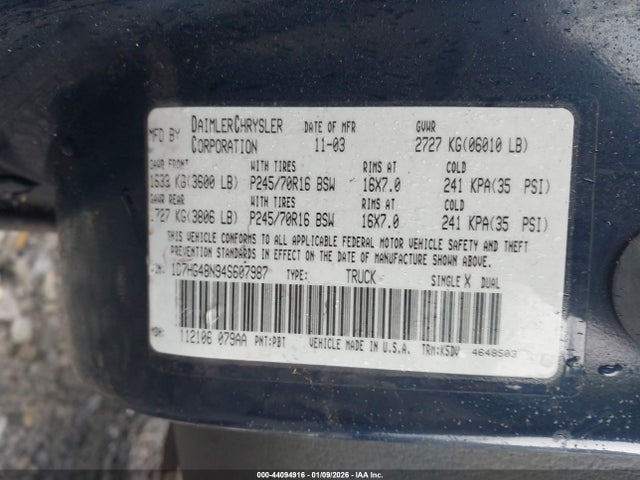 MFD BY DAIMLERCHRYSLER CORPORATION DATE OF MFR 11-03 GVWR 2727 KG(06010 LB)
GAWR FRONT WITH TIRES RIMS AT COLD
1633 KG(3600 LB) P245/70R16 BSW 16X7.0 241 KPA(35 PSI)
GAWR REAR WITH TIRES RIMS AT COLD
1727 KG(3806 LB) P245/70R16 BSW 16X7.0 241 KPA(35 PSI)
THIS VEHICLE CONFORMS TO ALL APPLICABLE FEDERAL MOTOR VEHICLE SAFETY AND THEFT
PREVENTION STANDARDS IN EFFECT ON THE DATE OF MANUFACTURE SHOWN ABOVE.
VIN: 1D7HG48N94S607987 TYPE: TRUCK SINGLE X DUAL
MDH: 112106 079AA PNT:PBT VEHICLE MADE IN U.S.A. TRM:K5DV 4648503
000-44094916 - 01/09/2026 - © IAA Inc.